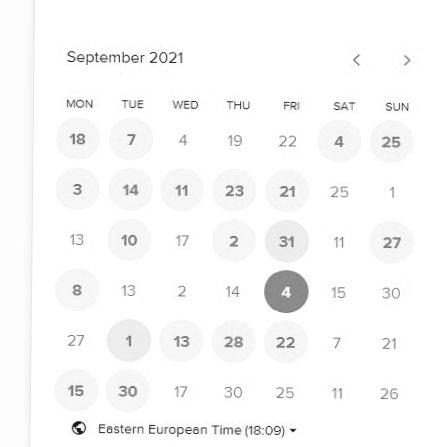 September 2021
MON TUE WED THU FRI SAT SUN
18 7 4 19 22 4 25
3 14 11 23 21 25 1
13 10 17 2 31 11 27
8 13 2 14 4 15 30
27 1 13 28 22 7 21
15 30 17 30 25 11 26
Eastern European Time (18:09)